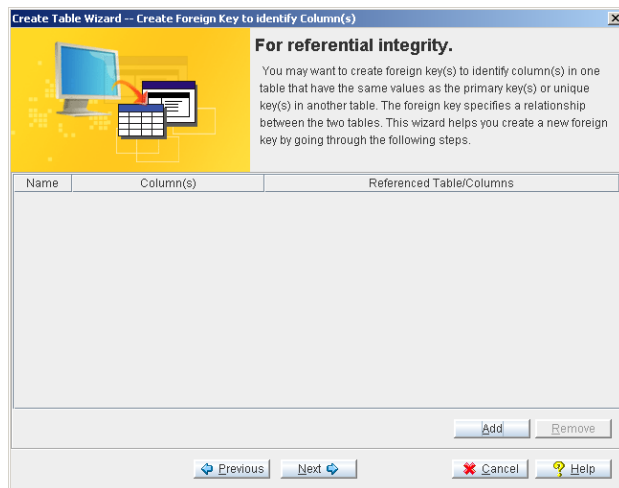 Create Table Wizard -- Create Foreign Key to identify Column(s)
For referential integrity.
You may want to create foreign key(s) to identify column(s) in one
table that have the same values as the primary key(s) or unique
key(s) in another table. The foreign key specifies a relationship
between the two tables. This wizard helps you create a new foreign
key by going through the following steps.
Name Column(s) Referenced Table/Columns
Add Remove
Previous Next Cancel Help